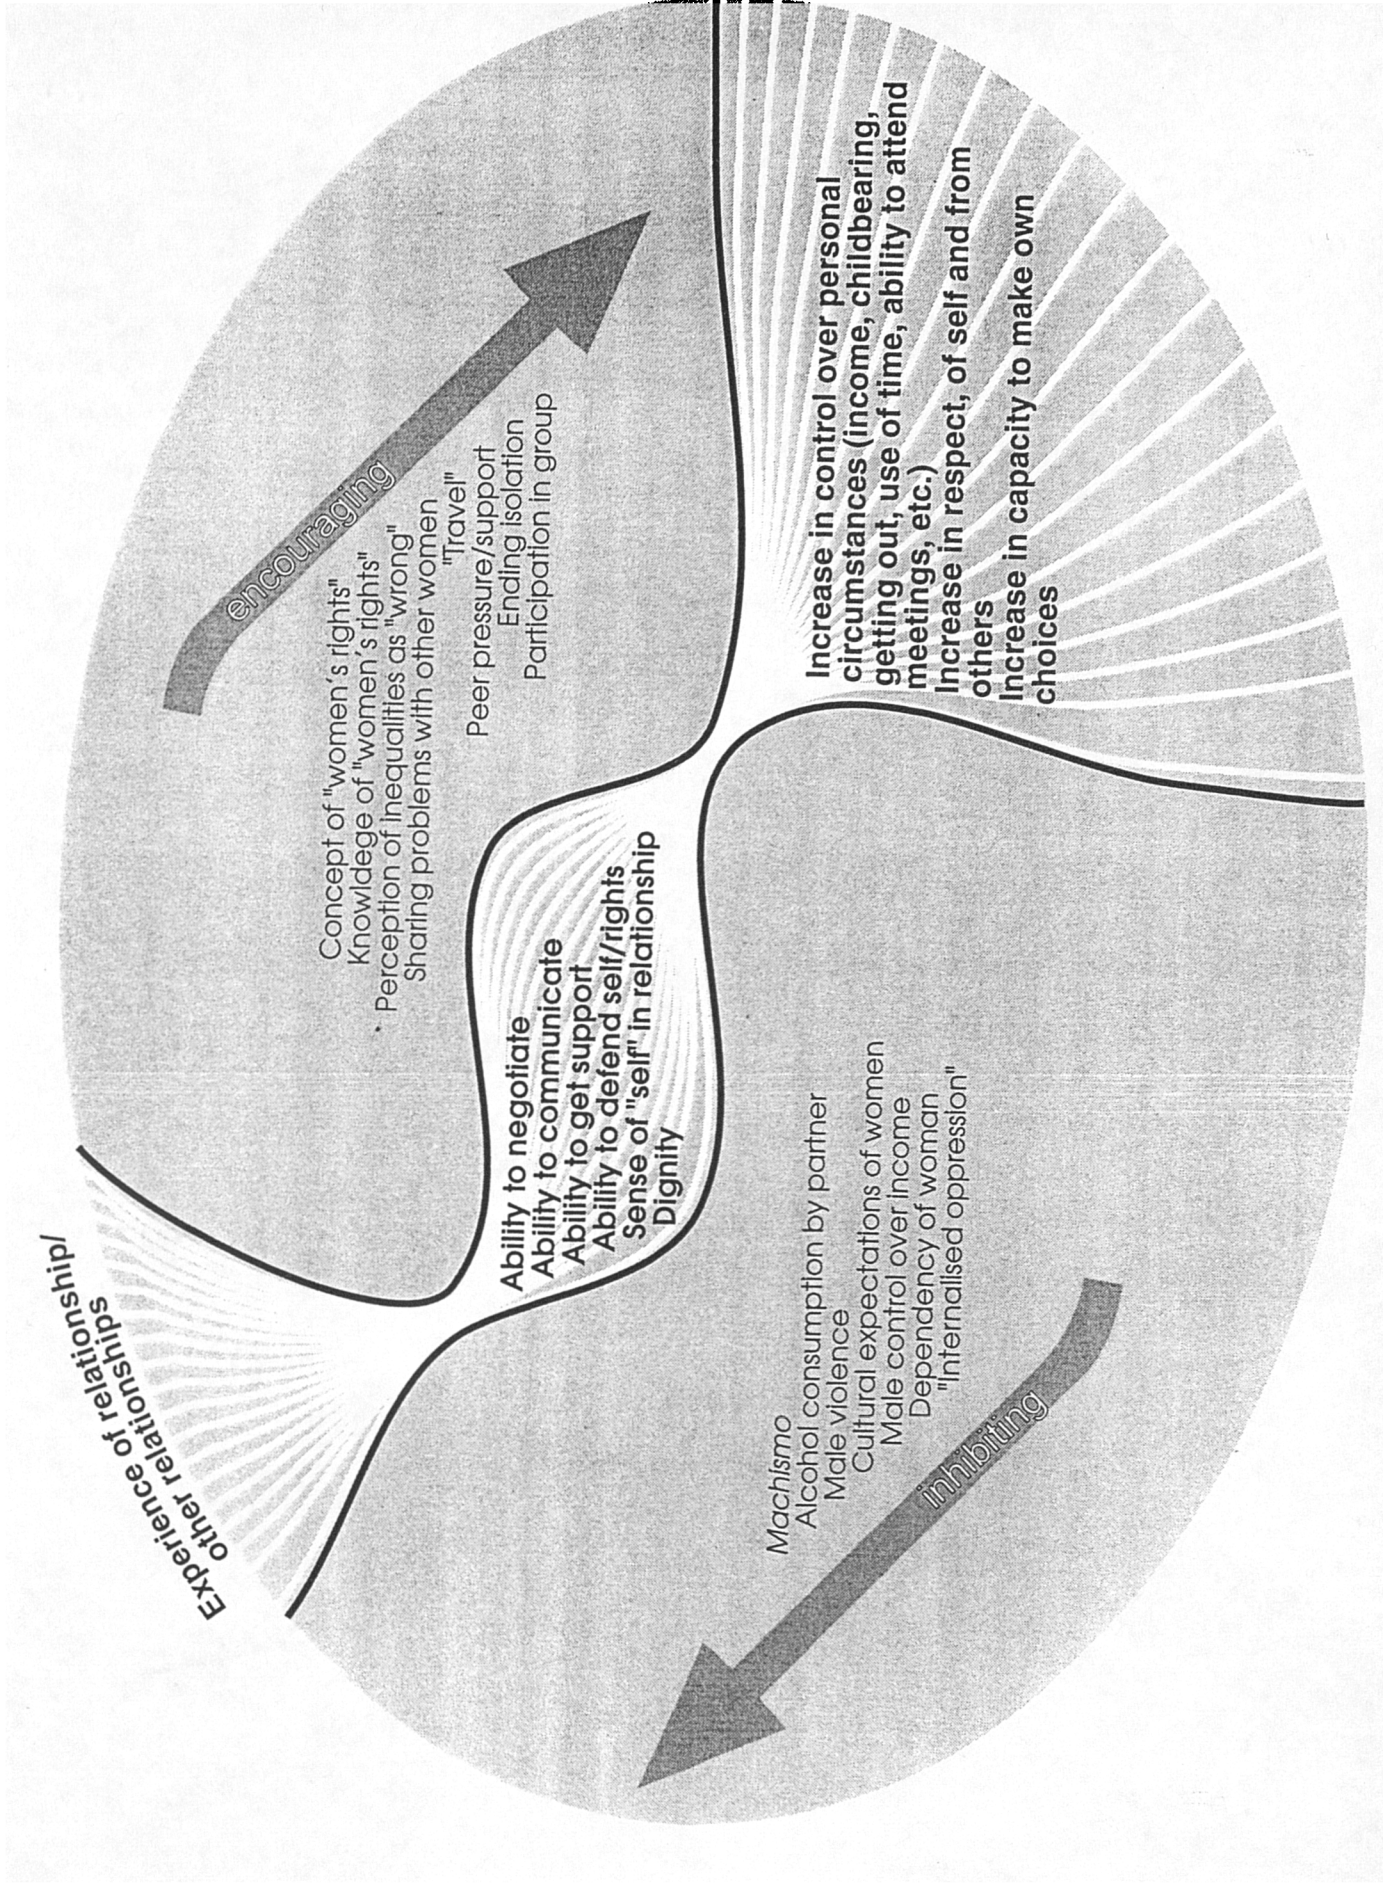 Experience of relationship/
other relationships
encouraging
Concept of "women's rights"
Knowldege of "women's rights"
Perception of inequalities as "wrong"
Sharing problems with other women
"Travel"
Peer pressure/support
Ending isolation
Participation in group
Ability to negotiate
Ability to communicate
Ability to get support
Ability to defend self/rights
Sense of "self" in relationship
Dignity
Increase in control over personal
circumstances (income, childbearing,
getting out, use of time, ability to attend
meetings, etc.)
Increase in respect, of self and from
others
Increase in capacity to make own
choices
Machismo
Alcohol consumption by partner
Male violence
Cultural expectations of women
Male control over income
Dependency of woman
"Internalised oppression"
inhibiting